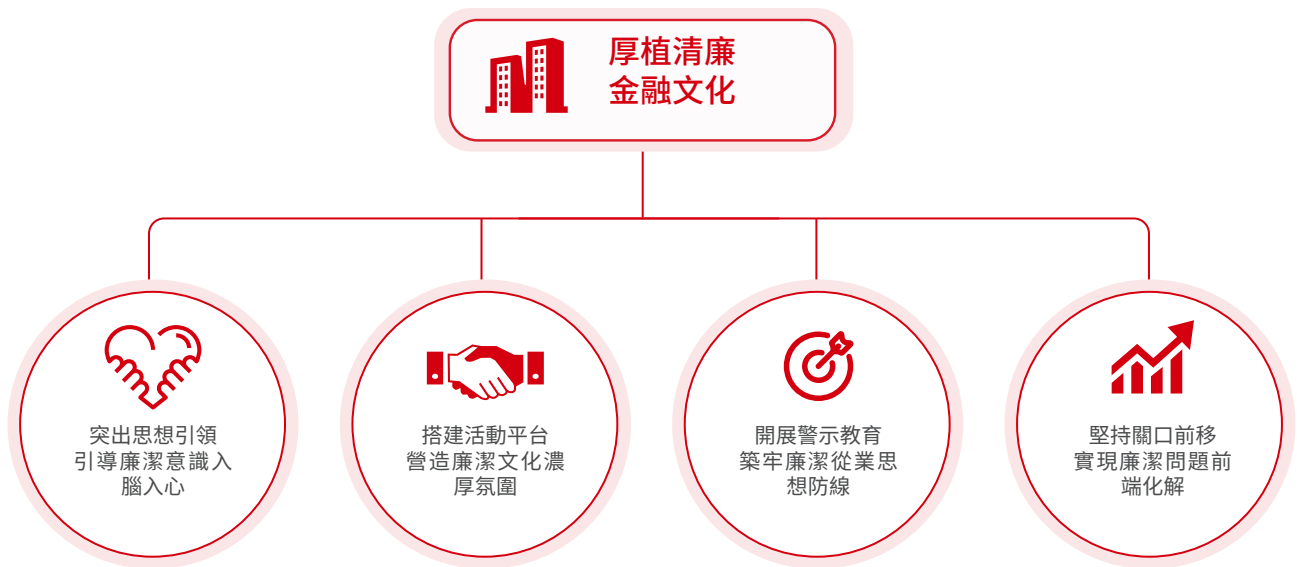 厚植清廉
金融文化
突出思想引領
引導廉潔意識入
腦入心
搭建活動平台
營造廉潔文化濃
厚氛圍
開展警示教育
築牢廉潔從業思
想防線
堅持關口前移
實現廉潔問題前
端化解